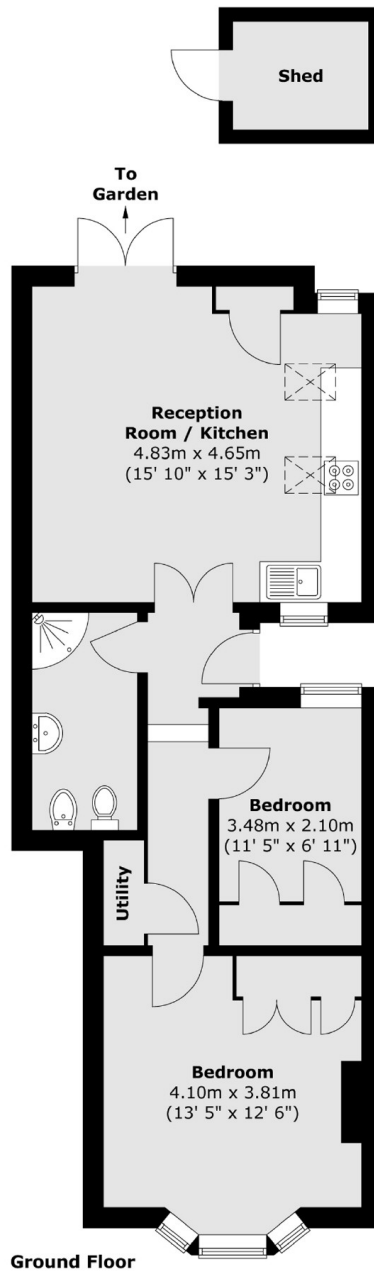 Shed
To
Garden
Reception
Room / Kitchen
4.83m x 4.65m
(15' 10" x 15' 3")
Bedroom
3.48m x 2.10m
(11' 5" x 6' 11")
Utility
Bedroom
4.10m x 3.81m
(13' 5" x 12' 6")
Ground Floor